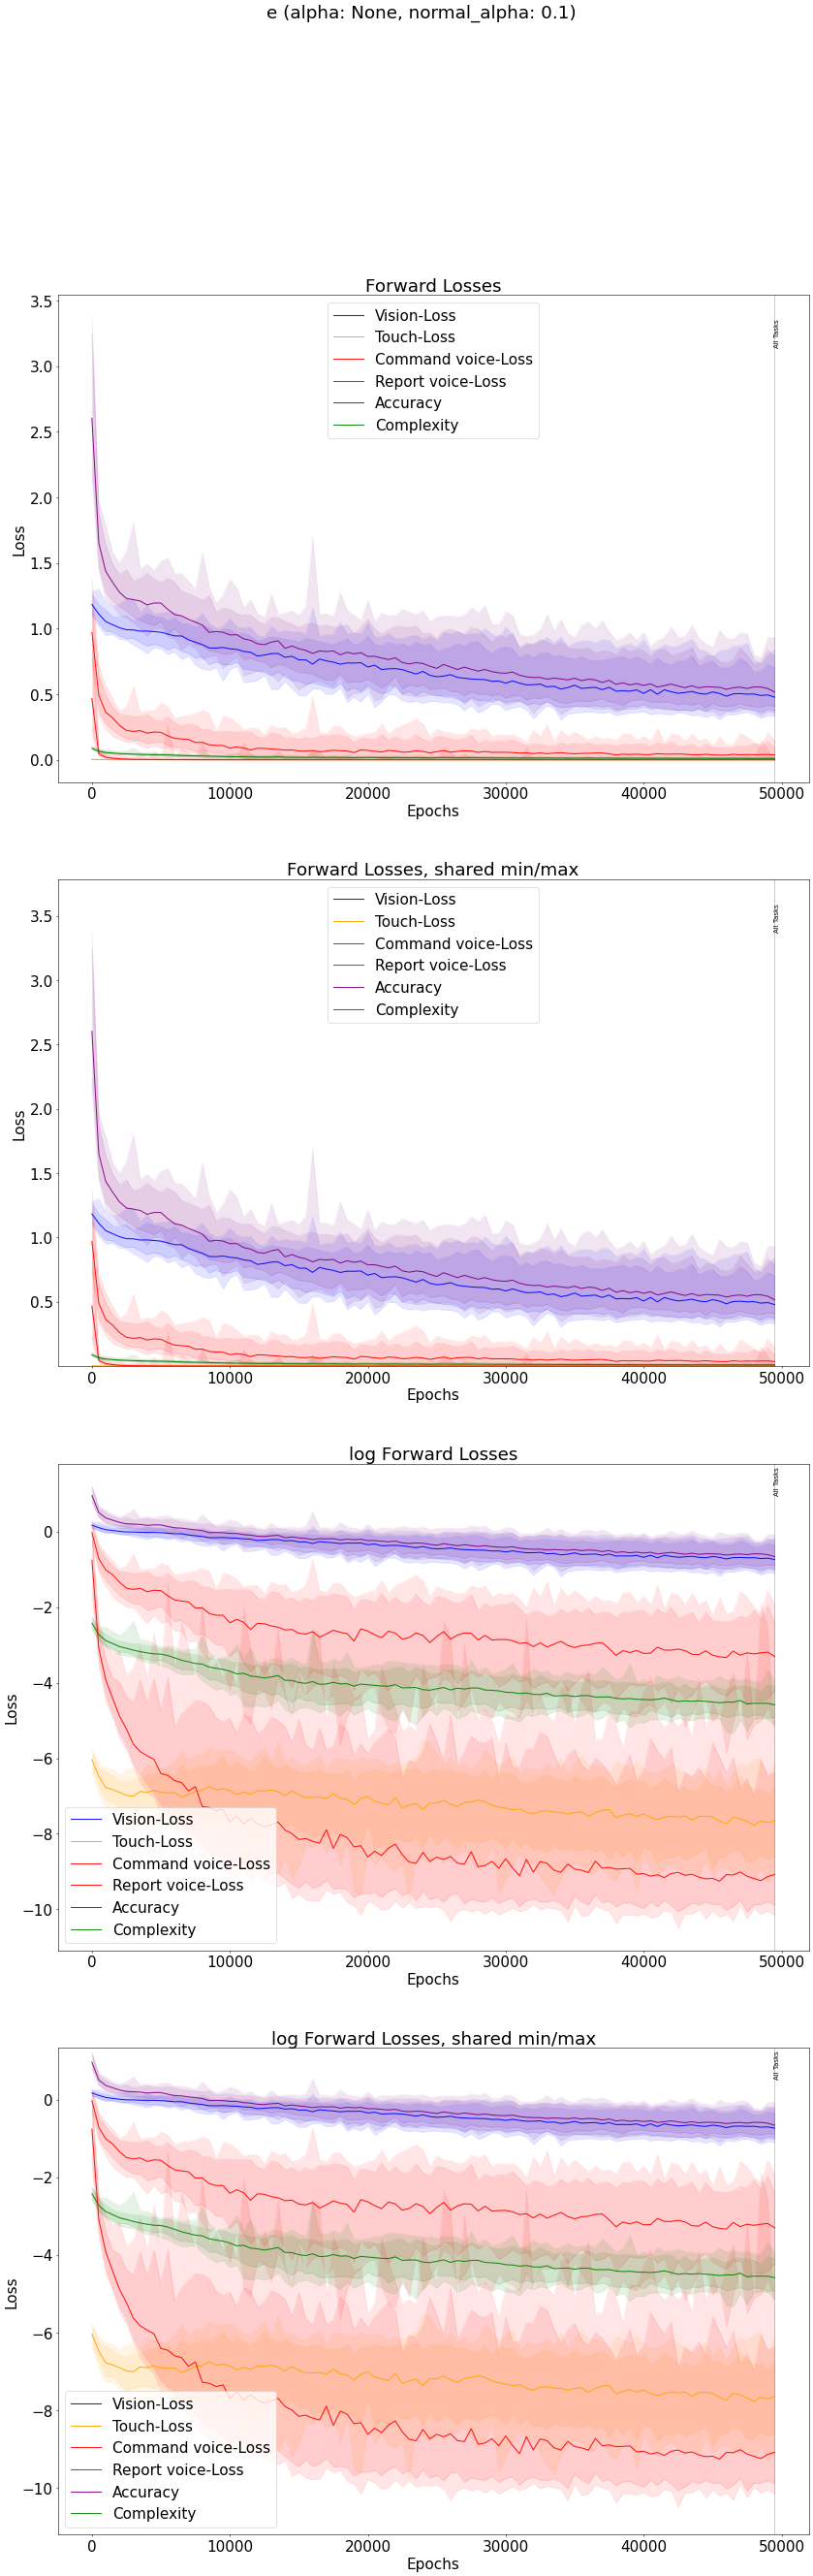 e (alpha: None, normal_alpha: 0.1)
Forward Losses
3.5
3.0
2.5
2.0
1.5
1.0
0.5
0.0
Loss
Vision-Loss
Touch-Loss
Command voice-Loss
Report voice-Loss
Accuracy
Complexity
All Tasks
0 10000 20000 30000 40000 50000
Epochs
Forward Losses, shared min/max
3.5
3.0
2.5
2.0
1.5
1.0
0.5
Loss
Vision-Loss
Touch-Loss
Command voice-Loss
Report voice-Loss
Accuracy
Complexity
All Tasks
0 10000 20000 30000 40000 50000
Epochs
log Forward Losses
0
−2
−4
−6
−8
−10
Loss
Vision-Loss
Touch-Loss
Command voice-Loss
Report voice-Loss
Accuracy
Complexity
All Tasks
0 10000 20000 30000 40000 50000
Epochs
log Forward Losses, shared min/max
0
−2
−4
−6
−8
−10
Loss
Vision-Loss
Touch-Loss
Command voice-Loss
Report voice-Loss
Accuracy
Complexity
All Tasks
0 10000 20000 30000 40000 50000
Epochs